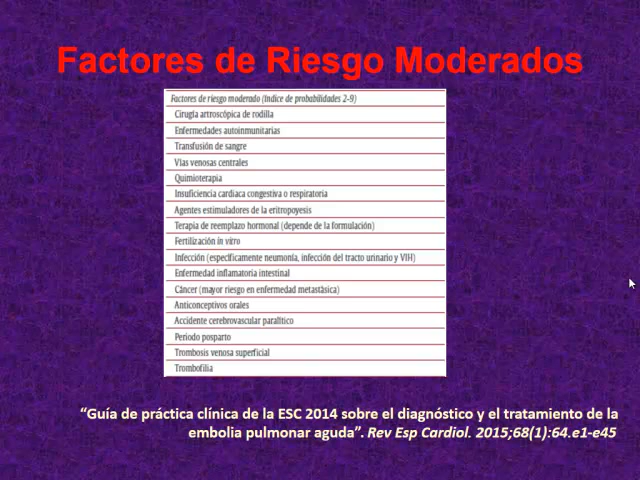 Factores de Riesgo Moderados
Factores de riesgo moderado (índice de probabilidades 2-9)
Cirugía artroscópica de rodilla
Enfermedades autoinmunitarias
Transfusión de sangre
Vías venosas centrales
Quimioterapia
Insuficiencia cardiaca congestiva o respiratoria
Agentes estimuladores de la eritropoyesis
Terapia de reemplazo hormonal (depende de la formulación)
Fertilización in vitro
Infección (específicamente neumonía, infección del tracto urinario y VIH)
Enfermedad inflamatoria intestinal
Cáncer (mayor riesgo en enfermedad metastásica)
Anticonceptivos orales
Accidente cerebrovascular paralítico
Periodo posparto
Trombosis venosa superficial
Trombofilia
“Guía de práctica clínica de la ESC 2014 sobre el diagnóstico y el tratamiento de la
embolia pulmonar aguda”. Rev Esp Cardiol. 2015;68(1):64.e1-e45